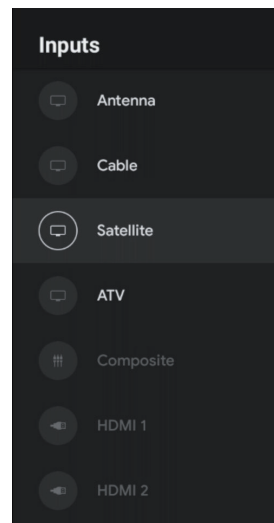 Inputs
Antenna
Cable
Satellite
ATV
Composite
HDMI 1
HDMI 2